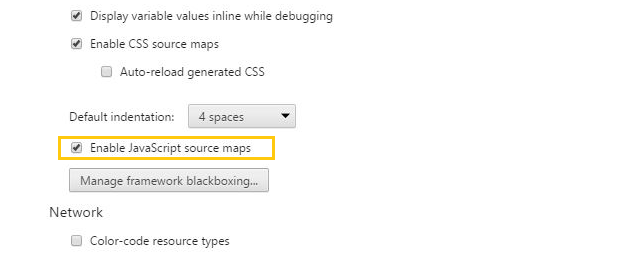 Display variable values inline while debugging
Enable CSS source maps
Auto-reload generated CSS
Default indentation: 4 spaces
Enable JavaScript source maps
Manage framework blackboxing...
Network
Color-code resource types